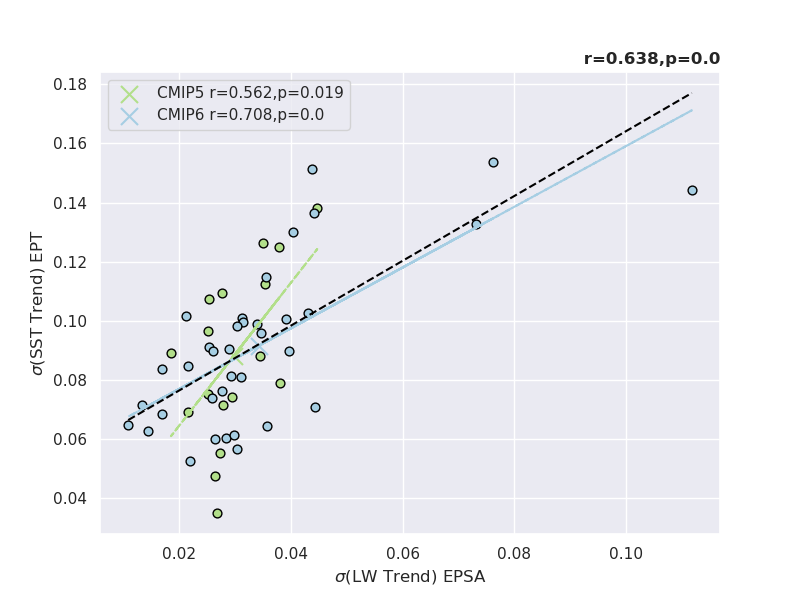 r=0.638,p=0.0
CMIP5 r=0.562,p=0.019
CMIP6 r=0.708,p=0.0
0.18
0.16
0.14
0.12
0.10
0.08
0.06
0.04
σ(SST Trend) EPT
0.02 0.04 0.06 0.08 0.10
σ(LW Trend) EPSA